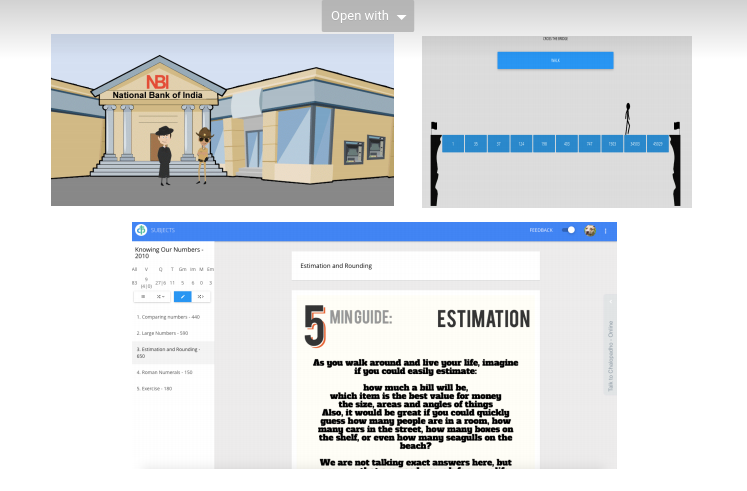 Open with
NBI
National Bank of India
CROSS THE BRIDGE
SUBJECTS
FEEDBACK
Knowing Our Numbers -
2010
All V Q T Gm Im M Em
1. Comparing numbers - 440
2. Large Numbers - 590
3. Estimation and Rounding -
650
4. Roman Numerals - 150
5. Exercise - 180
Estimation and Rounding
5 MIN GUIDE: ESTIMATION
As you walk around and live your life, imagine
if you could easily estimate:
how much a bill will be,
which item is the best value for money
the size, areas and angles of things
Also, it would be great if you could quickly
guess how many people are in a room, how
many cars in the street, how many boxes on
the shelf, or even how many seagulls on the
beach?
We are not talking exact answers here, but
Talk to Chalopadho - Online